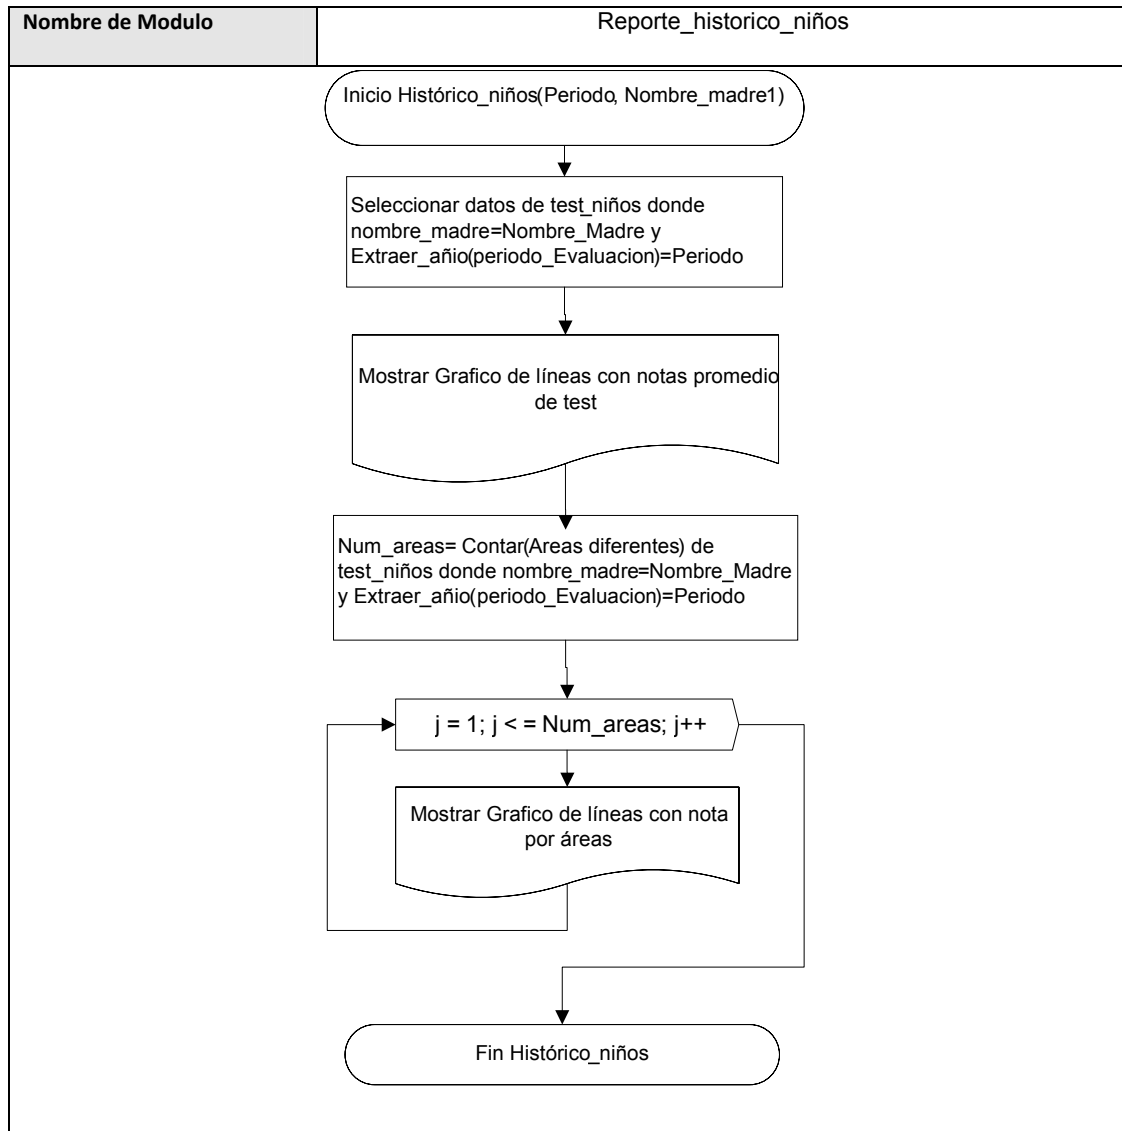 Nombre de Modulo
Reporte_historico_niños
Inicio Histórico_niños(Periodo, Nombre_madre1)
Seleccionar datos de test_niños donde
nombre_madre=Nombre_Madre y
Extraer_añio(periodo_Evaluacion)=Periodo
Mostrar Grafico de líneas con notas promedio
de test
Num_areas= Contar(Areas diferentes) de
test_niños donde nombre_madre=Nombre_Madre
y Extraer_añio(periodo_Evaluacion)=Periodo
j = 1; j < = Num_areas; j++
Mostrar Grafico de líneas con nota
por áreas
Fin Histórico_niños